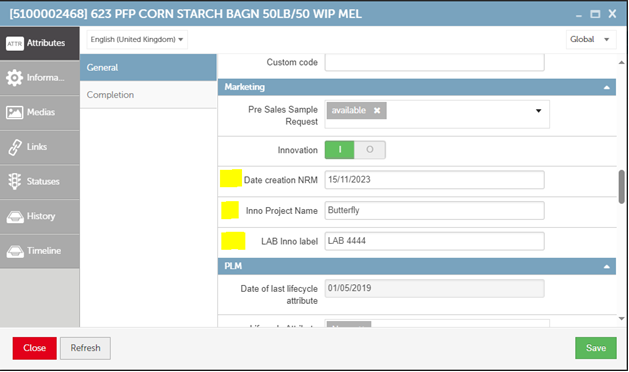 [5100002468] 623 PFP CORN STARCH BAGN 50LB/50 WIP MEL
ATTR Attributes
English (United Kingdom)
Global
Informa...
Medias
Links
Statuses
History
Timeline
General
Completion
Custom code
Marketing
Pre Sales Sample
Request
available
Innovation
I O
Date creation NRM 15/11/2023
Inno Project Name Butterfly
LAB Inno label LAB 4444
PLM
Date of last lifecycle
attribute
01/05/2019
Close Refresh Save